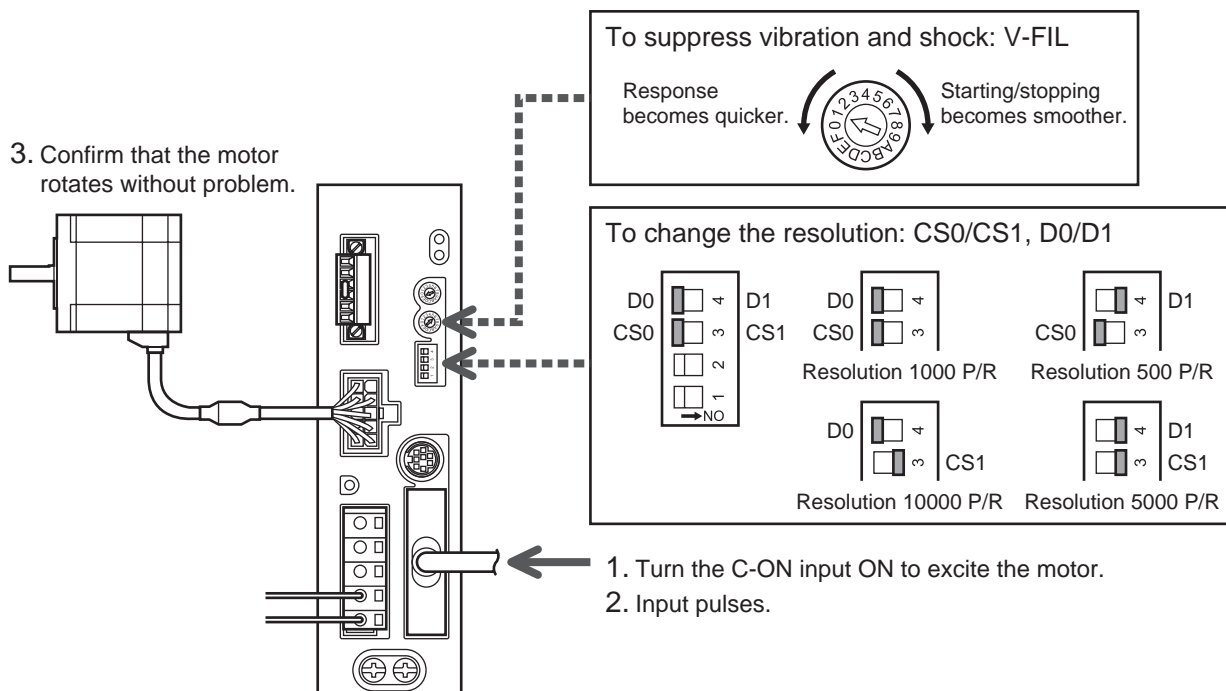 To suppress vibration and shock: V-FIL
Response
becomes quicker.
0123456789ABCDEF
Starting/stopping
becomes smoother.
3. Confirm that the motor
rotates without problem.
To change the resolution: CS0/CS1, D0/D1
D0 4 D1
CS0 3 CS1
2
1
NO
D0 4
CS0 3
Resolution 1000 P/R
4 D1
CS0 3
Resolution 500 P/R
D0 4
3 CS1
Resolution 10000 P/R
4 D1
3 CS1
Resolution 5000 P/R
1. Turn the C-ON input ON to excite the motor.
2. Input pulses.